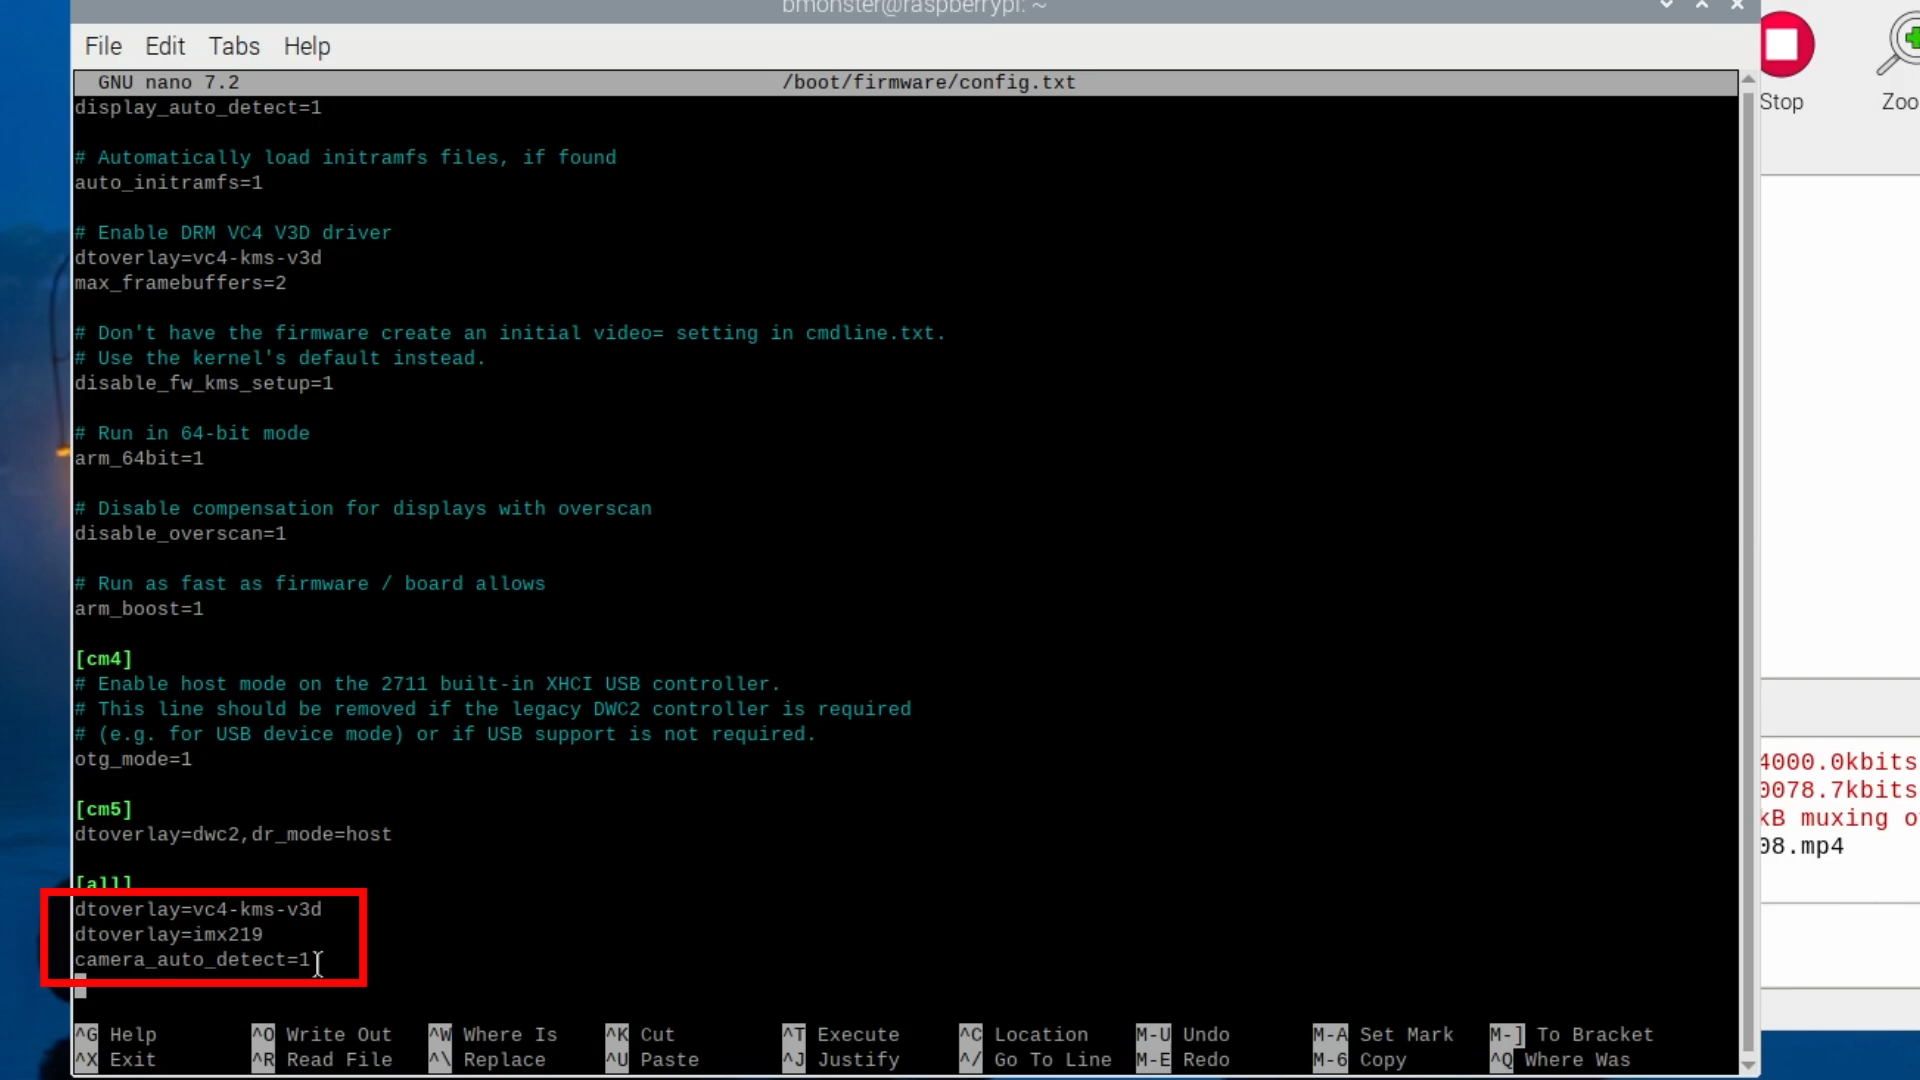 bmonster@raspberrypi: ~
File Edit Tabs Help
GNU nano 7.2 /boot/firmware/config.txt
display_auto_detect=1
# Automatically load initramfs files, if found
auto_initramfs=1
# Enable DRM VC4 V3D driver
dtoverlay=vc4-kms-v3d
max_framebuffers=2
# Don't have the firmware create an initial video= setting in cmdline.txt.
# Use the kernel's default instead.
disable_fw_kms_setup=1
# Run in 64-bit mode
arm_64bit=1
# Disable compensation for displays with overscan
disable_overscan=1
# Run as fast as firmware / board allows
arm_boost=1
[cm4]
# Enable host mode on the 2711 built-in XHCI USB controller.
# This line should be removed if the legacy DWC2 controller is required
# (e.g. for USB device mode) or if USB support is not required.
otg_mode=1
[cm5]
dtoverlay=dwc2,dr_mode=host
[all]
dtoverlay=vc4-kms-v3d
dtoverlay=imx219
camera_auto_detect=1
^G Help ^O Write Out ^W Where Is ^K Cut ^T Execute ^C Location M-U Undo M-A Set Mark M-] To Bracket
^X Exit ^R Read File ^\ Replace ^U Paste ^J Justify ^/ Go To Line M-E Redo M-6 Copy ^Q Where Was
Stop Zoo
4000.0kbits
0078.7kbits
kB muxing o
08.mp4